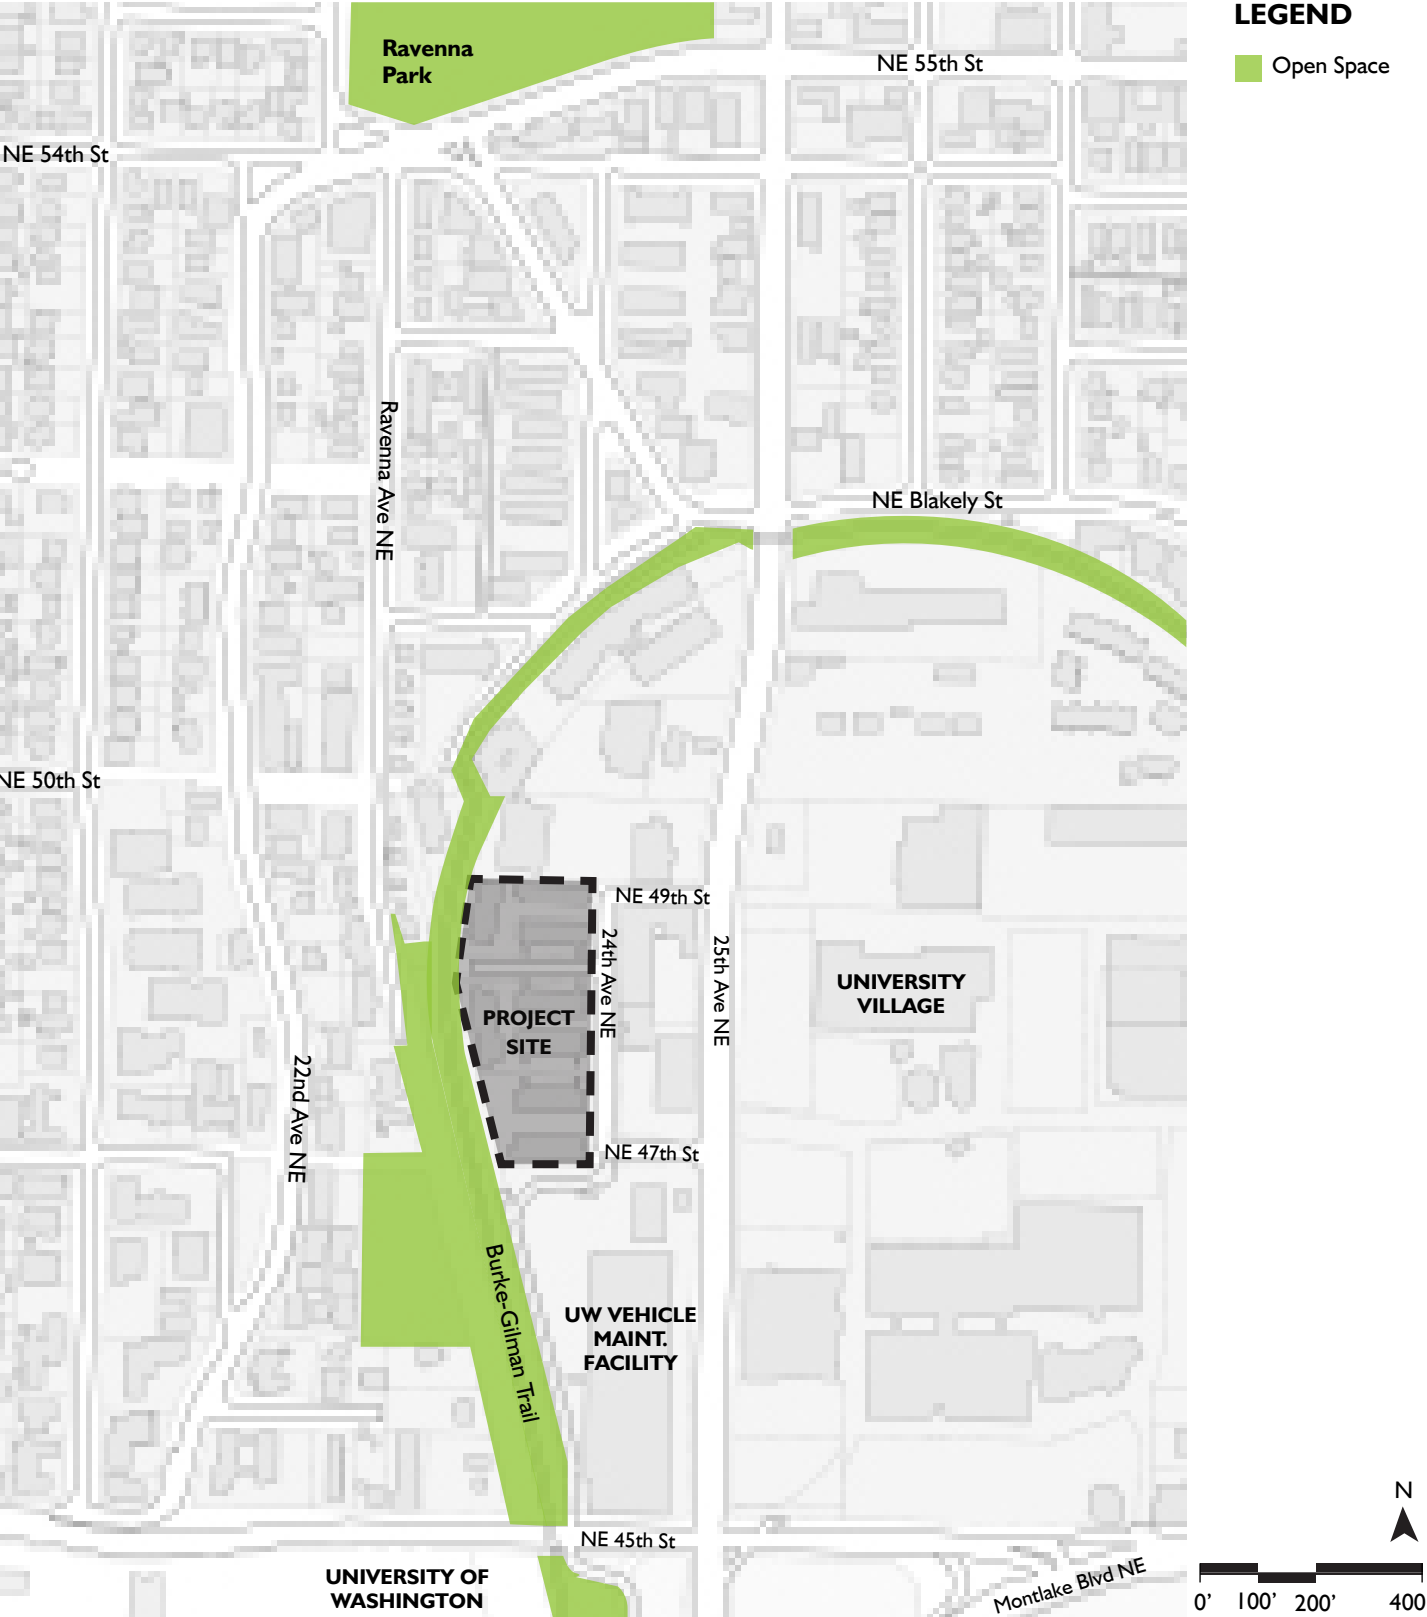 LEGEND
Open Space
Ravenna
Park
NE 55th St
NE 54th St
Ravenna Ave NE
NE Blakely St
NE 50th St
NE 49th St
24th Ave NE
25th Ave NE
UNIVERSITY
VILLAGE
PROJECT
SITE
22nd Ave NE
NE 47th St
Burke-Gilman Trail
UW VEHICLE
MAINT.
FACILITY
NE 45th St
UNIVERSITY OF
WASHINGTON
Montlake Blvd NE
N
0' 100' 200' 400